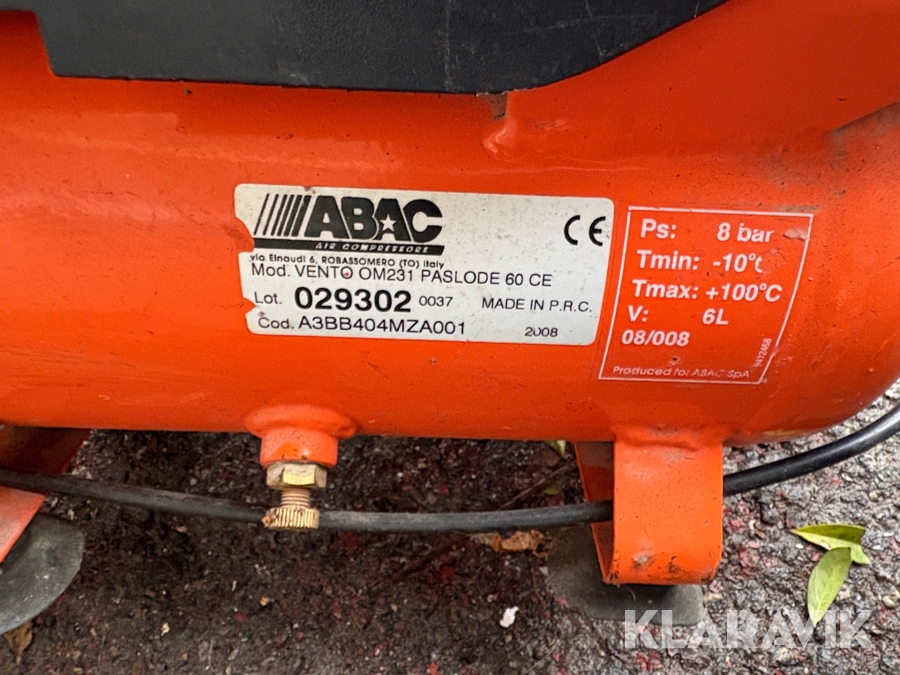 ABAC
AIR COMPRESSORS
via Einaudi 6, ROBASSOMERO (TO) Italy
Mod. VENTO OM231 PASLODE 60 CE
Lot. 029302 0037 MADE IN P.R.C.
Cod. A3BB404MZA001 2008
CE
Ps: 8 bar
Tmin: -10°C
Tmax: +100°C
V: 6L
08/008
Produced for ABAC SpA
N412468
KLARAVIK